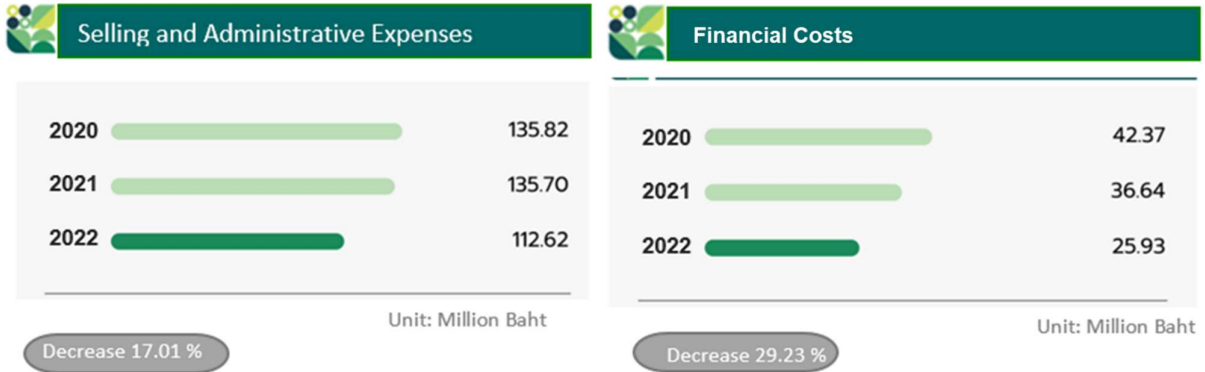 Selling and Administrative Expenses
2020 135.82
2021 135.70
2022 112.62
Unit: Million Baht
Decrease 17.01 %
Financial Costs
2020 42.37
2021 36.64
2022 25.93
Unit: Million Baht
Decrease 29.23 %